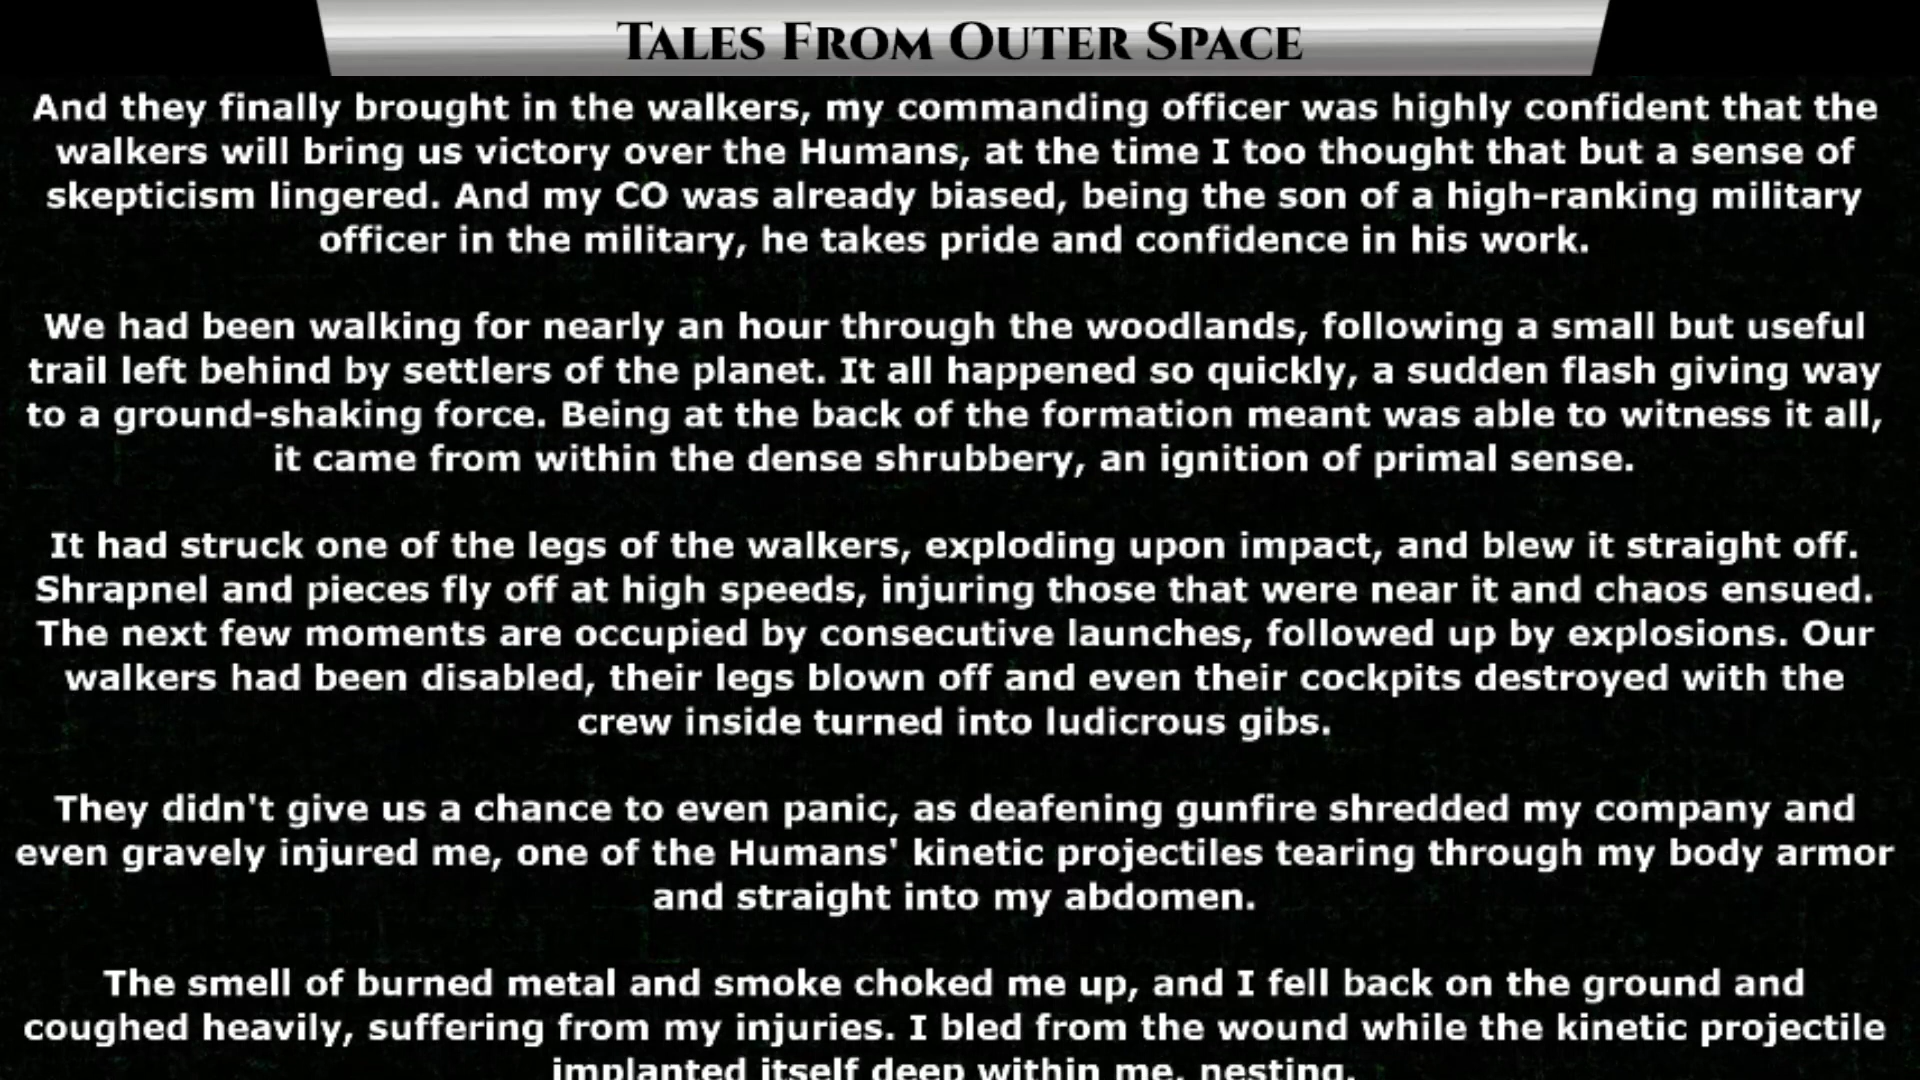 Tales From Outer Space
And they finally brought in the walkers, my commanding officer was highly confident that the
walkers will bring us victory over the Humans, at the time I too thought that but a sense of
skepticism lingered. And my CO was already biased, being the son of a high-ranking military
officer in the military, he takes pride and confidence in his work.
We had been walking for nearly an hour through the woodlands, following a small but useful
trail left behind by settlers of the planet. It all happened so quickly, a sudden flash giving way
to a ground-shaking force. Being at the back of the formation meant was able to witness it all,
it came from within the dense shrubbery, an ignition of primal sense.
It had struck one of the legs of the walkers, exploding upon impact, and blew it straight off.
Shrapnel and pieces fly off at high speeds, injuring those that were near it and chaos ensued.
The next few moments are occupied by consecutive launches, followed up by explosions. Our
walkers had been disabled, their legs blown off and even their cockpits destroyed with the
crew inside turned into ludicrous gibs.
They didn't give us a chance to even panic, as deafening gunfire shredded my company and
even gravely injured me, one of the Humans' kinetic projectiles tearing through my body armor
and straight into my abdomen.
The smell of burned metal and smoke choked me up, and I fell back on the ground and
coughed heavily, suffering from my injuries. I bled from the wound while the kinetic projectile
implanted itself deep within me, nesting.